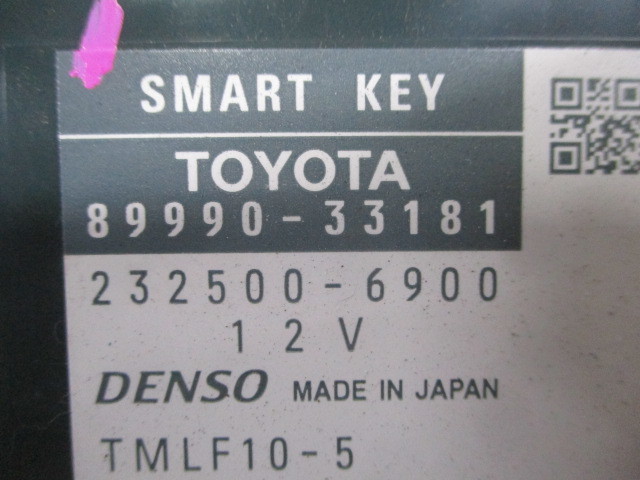 SMART KEY
TOYOTA
89990-33181
232500-6900
12V
DENSO MADE IN JAPAN
TMLF10-5